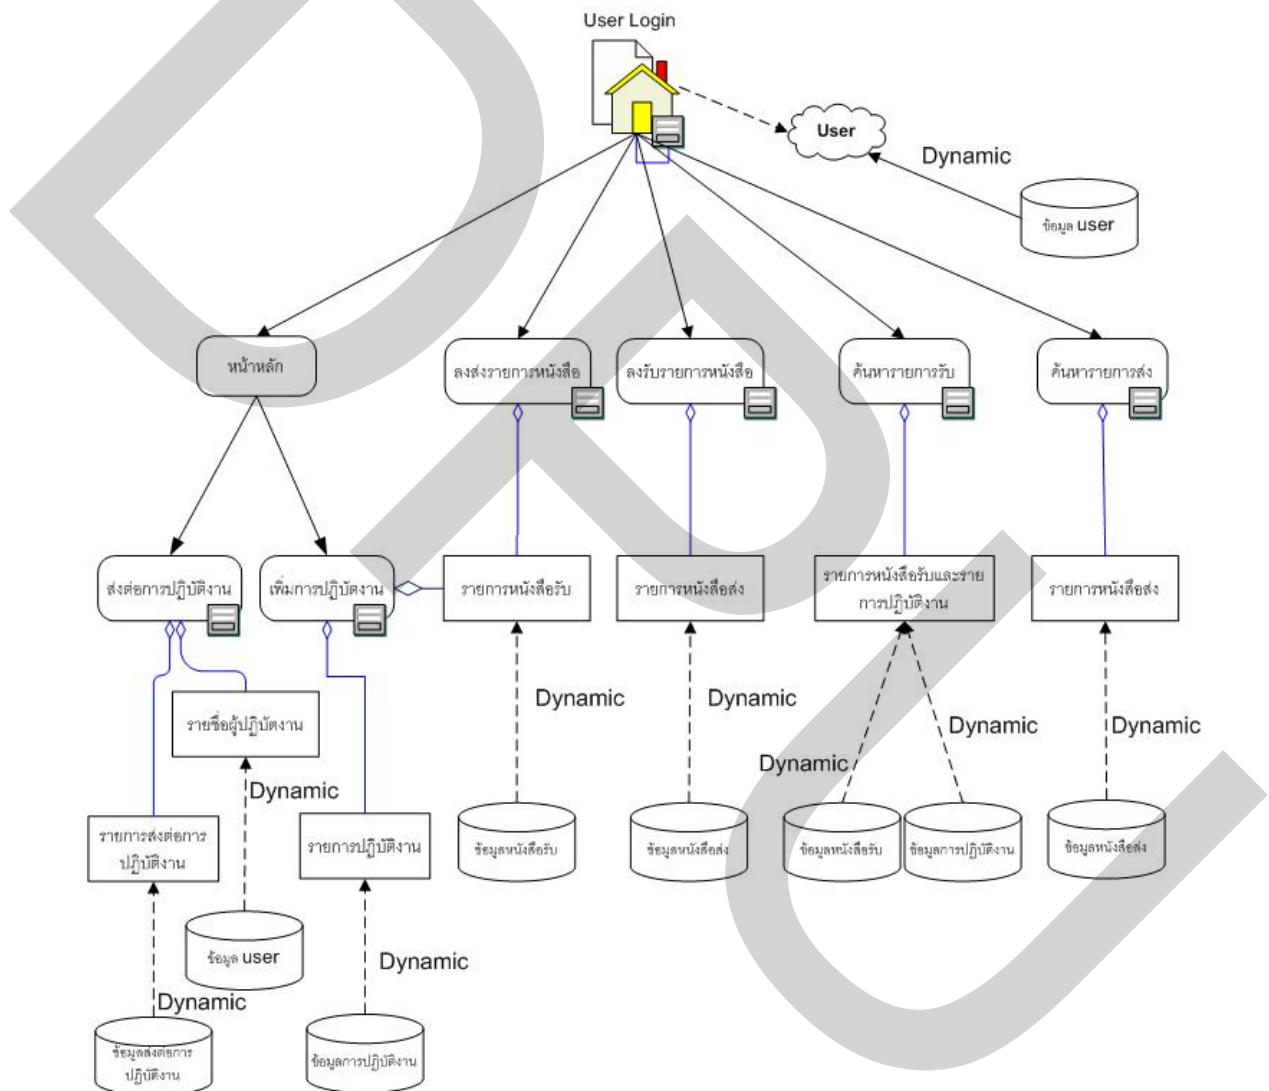 User Login
User
Dynamic
ข้อมูล user
หน้าหลัก
ลงส่งรายการหนังสือ
ลงรับรายการหนังสือ
ค้นหารายการรับ
ค้นหารายการส่ง
ส่งต่อการปฏิบัติงาน
เพิ่มการปฏิบัตงาน
รายการหนังสือรับ
รายการหนังสือส่ง
รายการหนังสือรับและราย
การปฏิบัติงาน
รายการหนังสือส่ง
รายชื่อผู้ปฏิบัตงาน
Dynamic
Dynamic
Dynamic
Dynamic
Dynamic
Dynamic
รายการส่งต่อการ
ปฏิบัติงาน
รายการปฏิบัติงาน
ข้อมูลหนังสือรับ
ข้อมูลหนังสือส่ง
ข้อมูลหนังสือรับ
ข้อมูลการปฏิบัติงาน
ข้อมูลหนังสือส่ง
ข้อมูล user
Dynamic
Dynamic
ข้อมูลส่งต่อการ
ปฏิบัติงาน
ข้อมูลการปฏิบัติงาน
DPU